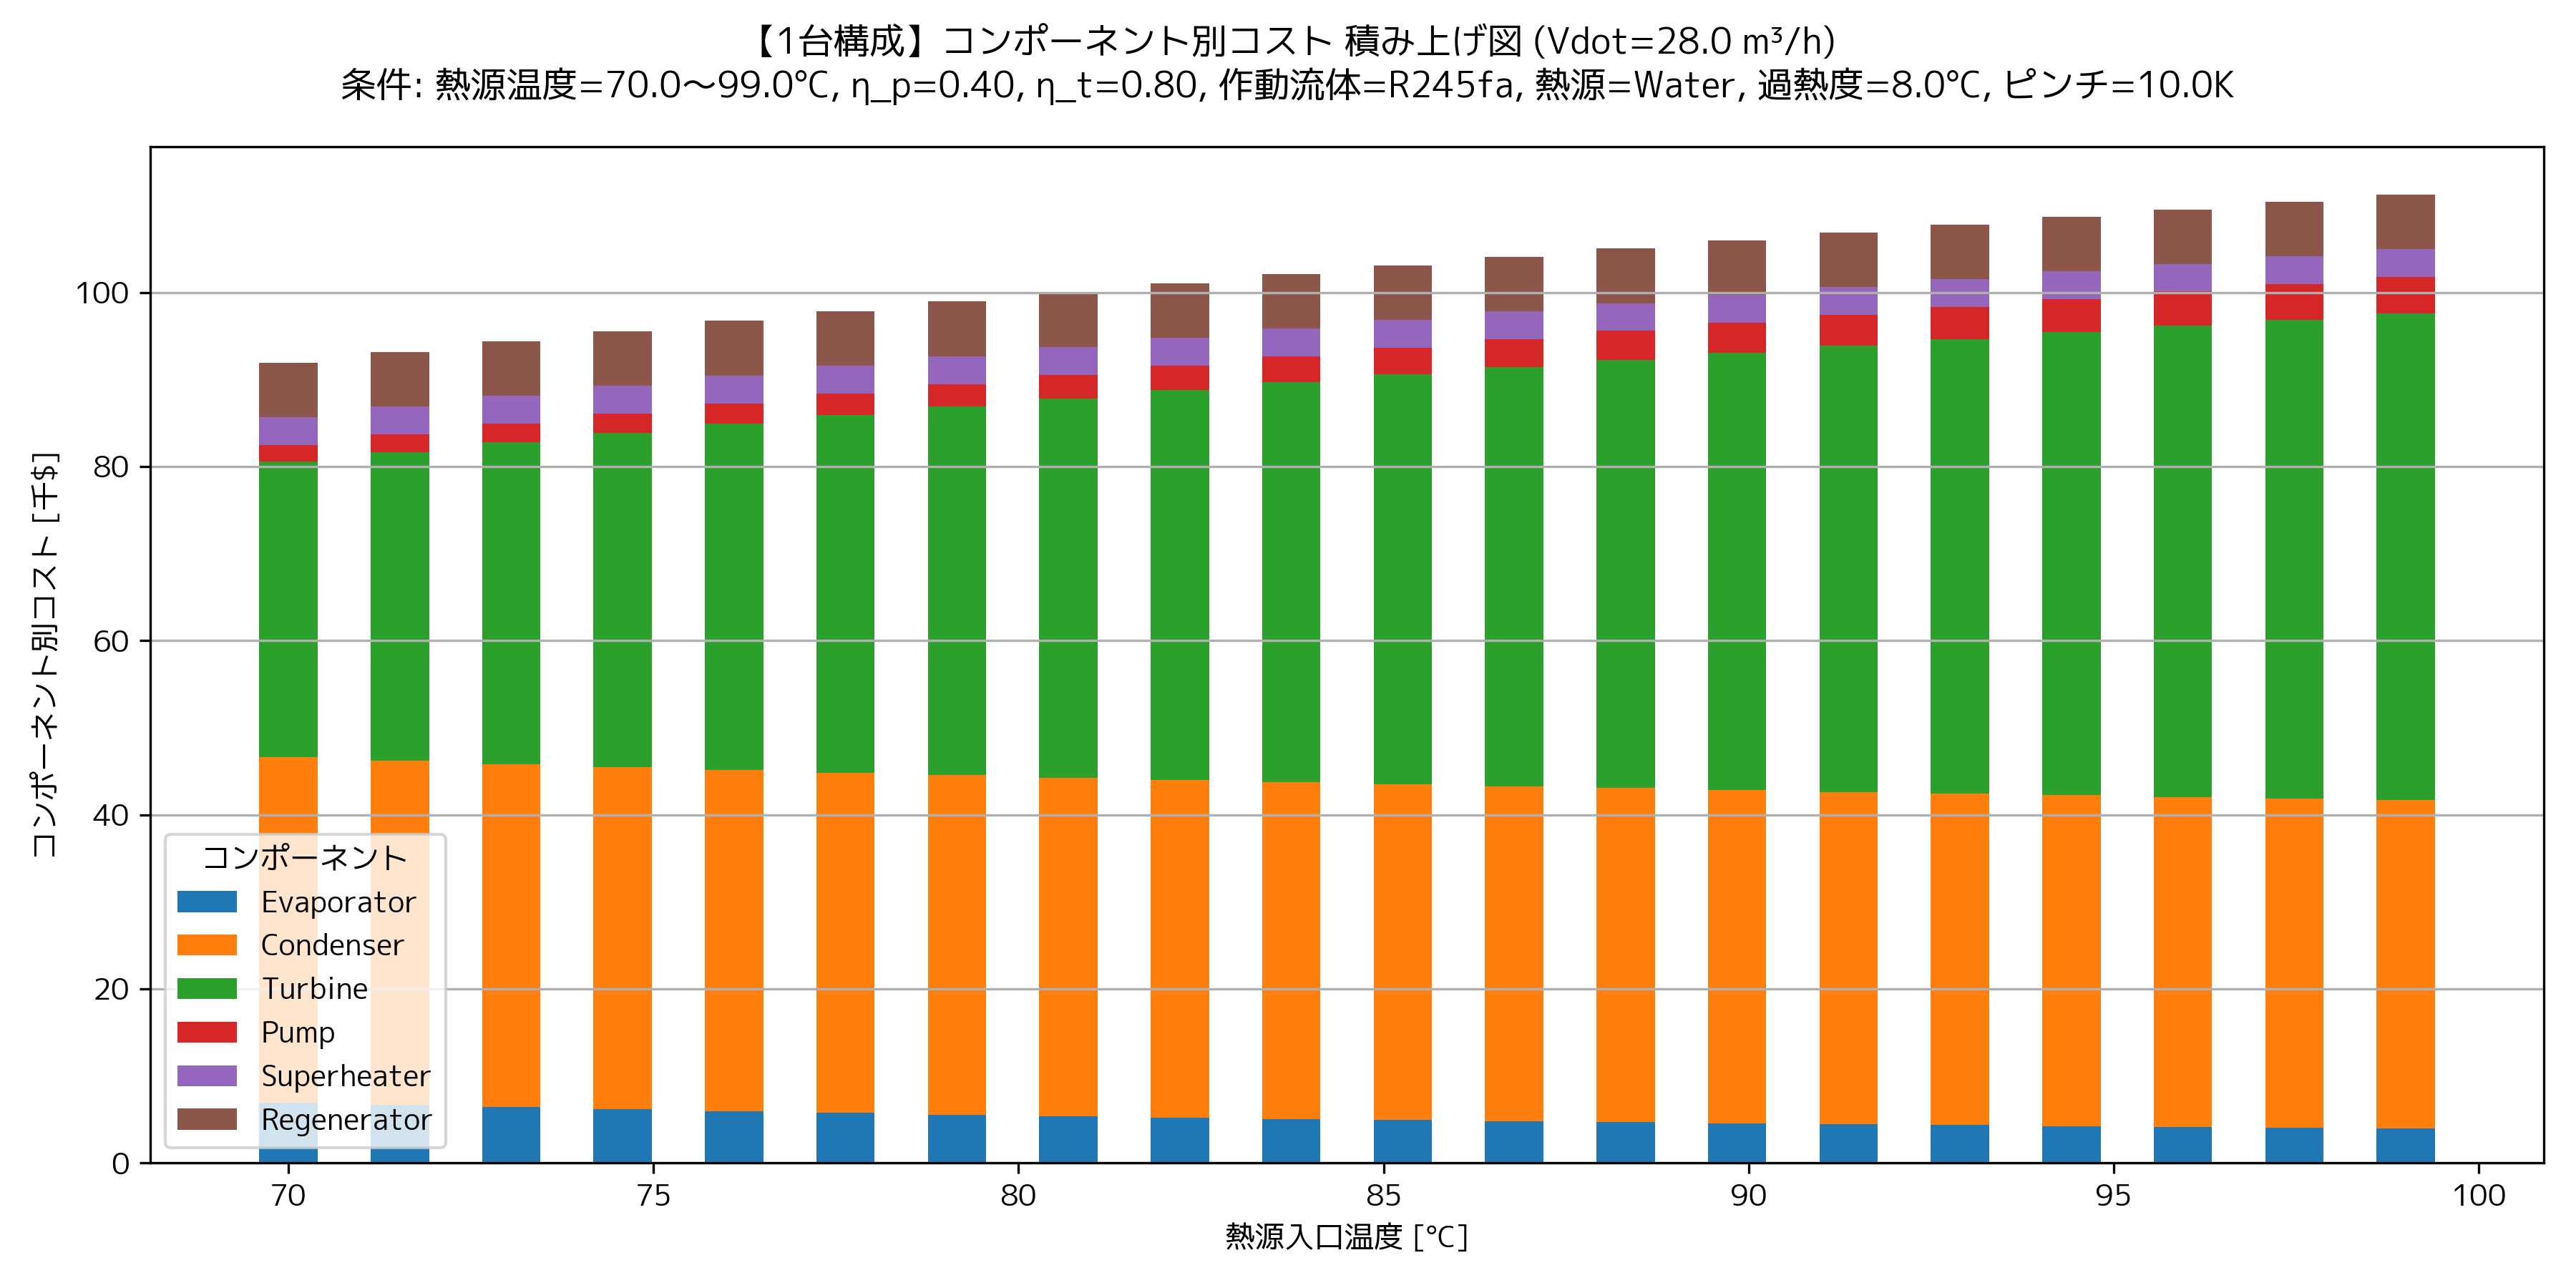 【1台構成】コンポーネント別コスト 積み上げ図 (Vdot=28.0 m³/h)
条件: 熱源温度=70.0～99.0℃, η_p=0.40, η_t=0.80, 作動流体=R245fa, 熱源=Water, 過熱度=8.0℃, ピンチ=10.0K
コンポーネント別コスト [千$]
100
80
60
40
20
0
コンポーネント
Evaporator
Condenser
Turbine
Pump
Superheater
Regenerator
70 75 80 85 90 95 100
熱源入口温度 [℃]